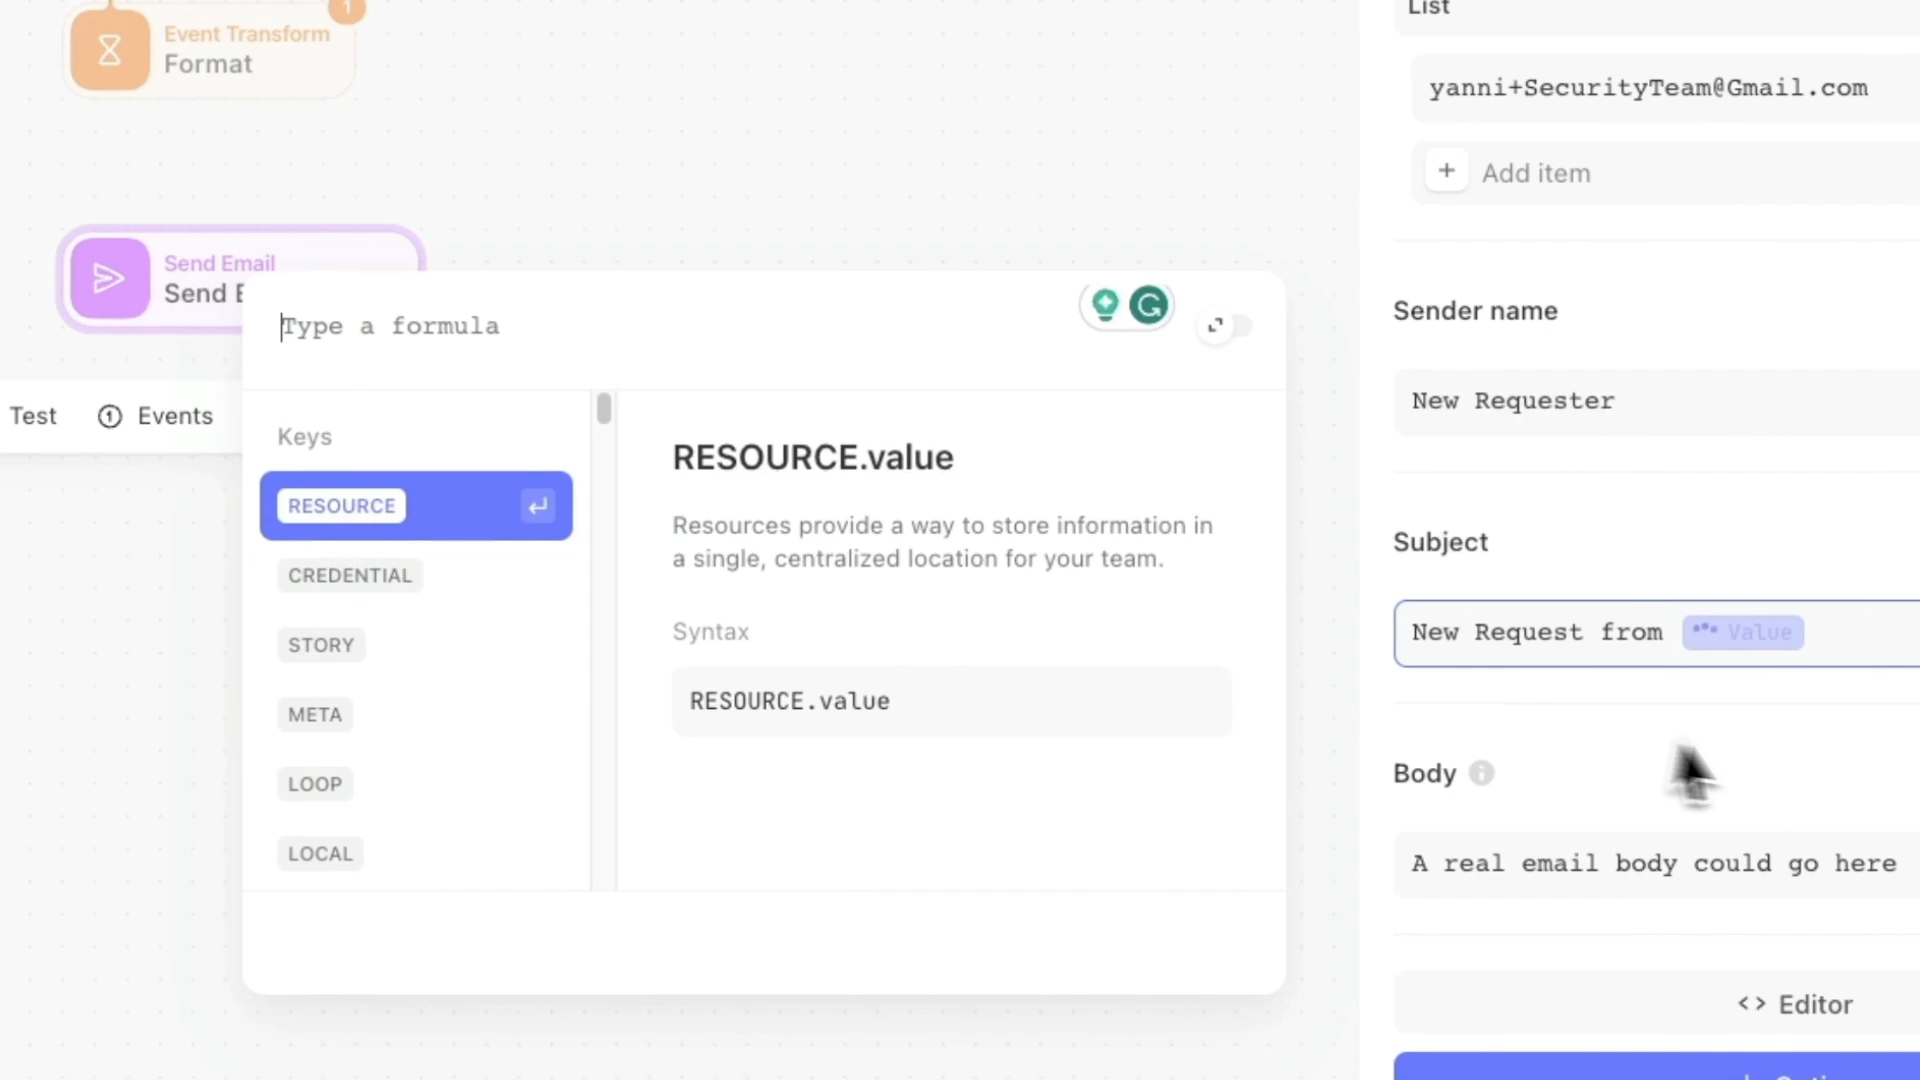 1
Event Transform
Format
Send Email
Send E
Test
Events
Type a formula
Keys
RESOURCE
CREDENTIAL
STORY
META
LOOP
LOCAL
RESOURCE.value
Resources provide a way to store information in
a single, centralized location for your team.
Syntax
RESOURCE.value
List
yanni+SecurityTeam@Gmail.com
+ Add item
Sender name
New Requester
Subject
New Request from Value
Body
A real email body could go here
<> Editor